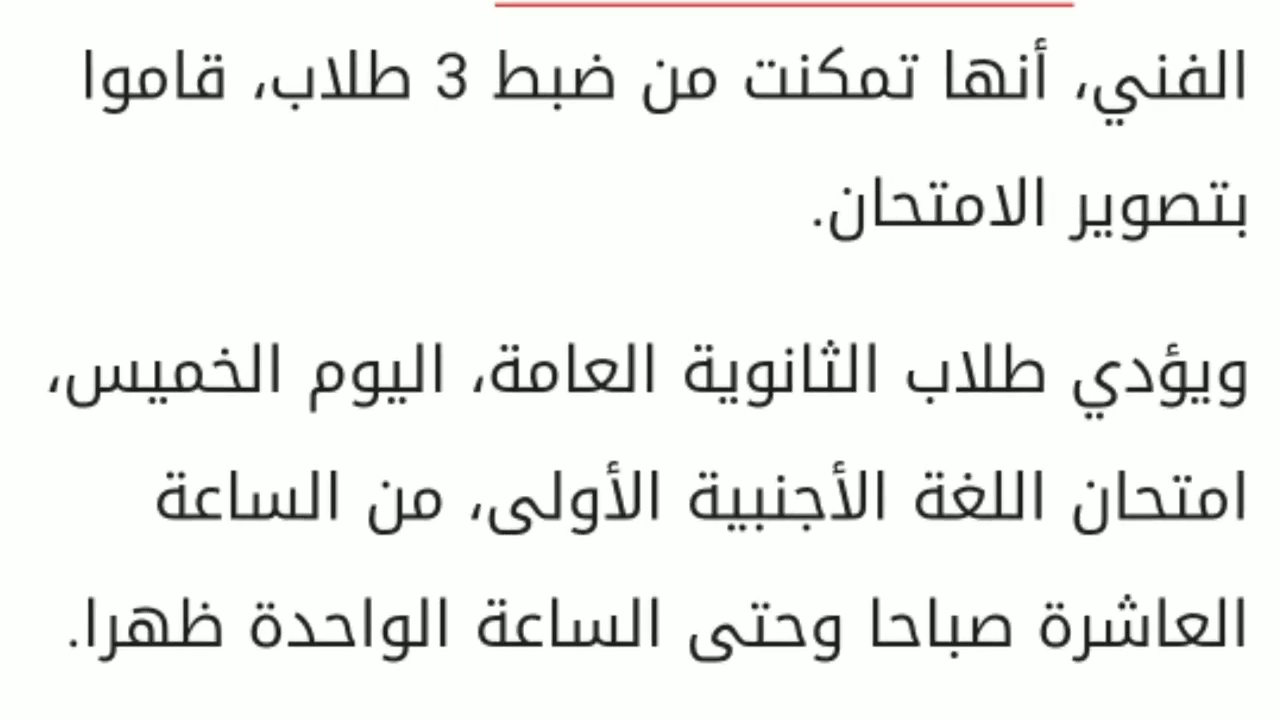 الفني، أنها تمكنت من ضبط 3 طلاب، قاموا
بتصوير الامتحان.
ويؤدي طلاب الثانوية العامة، اليوم الخميس،
امتحان اللغة الأجنبية الأولى، من الساعة
العاشرة صباحا وحتى الساعة الواحدة ظهرا.